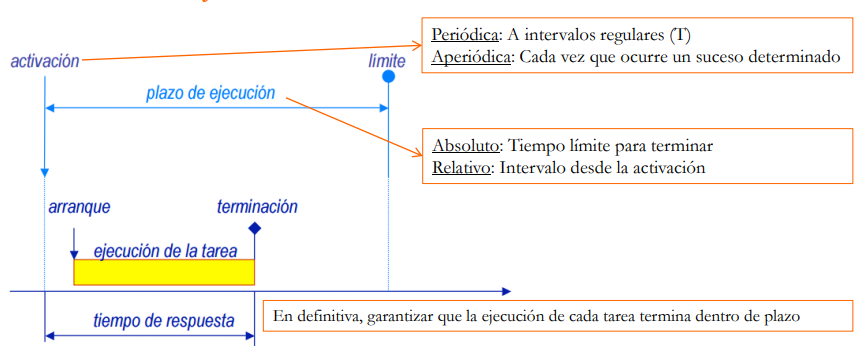 Periódica: A intervalos regulares (T)
Aperiódica: Cada vez que ocurre un suceso determinado
activación
límite
plazo de ejecución
Absoluto: Tiempo límite para terminar
Relativo: Intervalo desde la activación
arranque
terminación
ejecución de la tarea
tiempo de respuesta
En definitiva, garantizar que la ejecución de cada tarea termina dentro de plazo